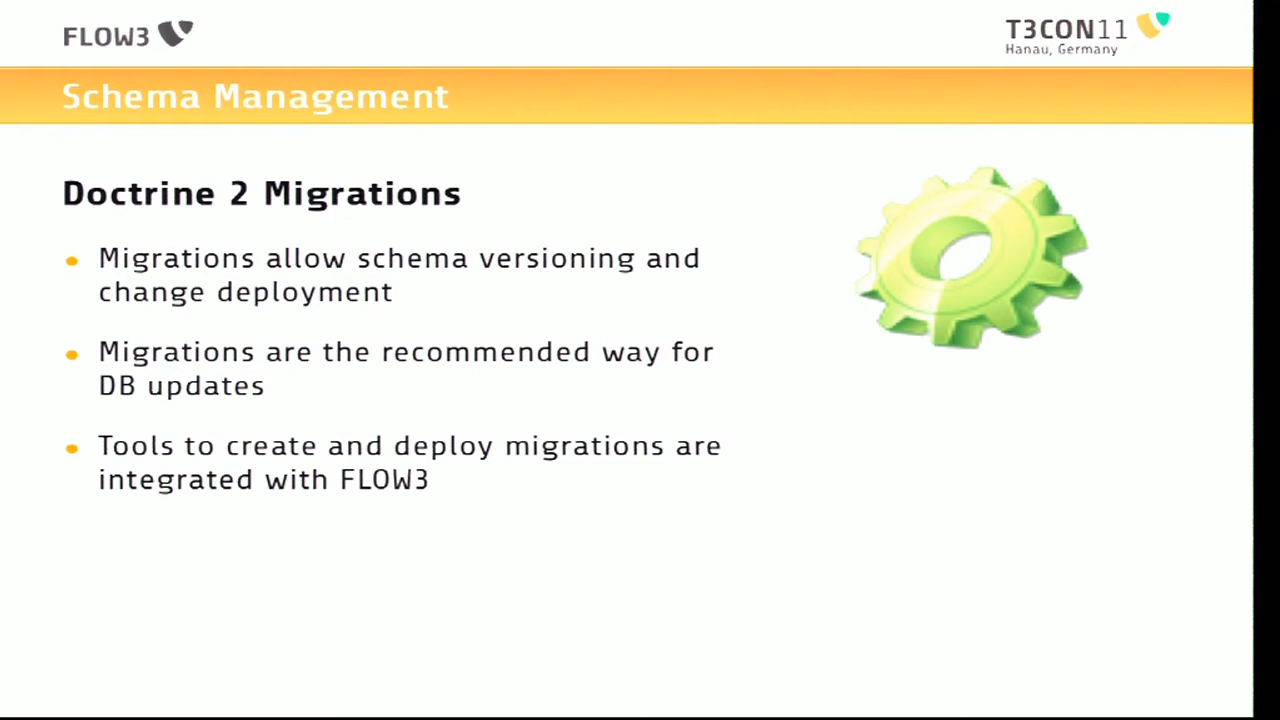 FLOW3
T3CON11
Hanau, Germany
Schema Management
Doctrine 2 Migrations
Migrations allow schema versioning and
change deployment
Migrations are the recommended way for
DB updates
Tools to create and deploy migrations are
integrated with FLOW3